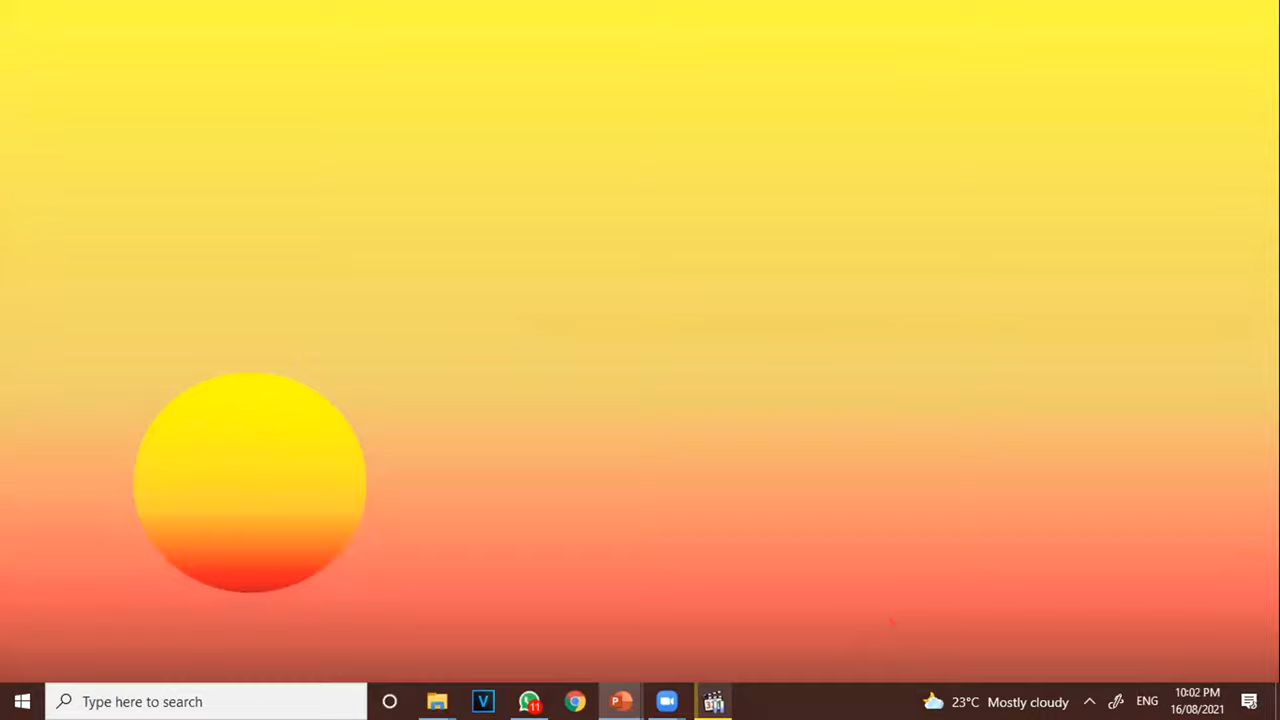 Type here to search
V
11
P
23°C Mostly cloudy
ENG
10:02 PM
16/08/2021